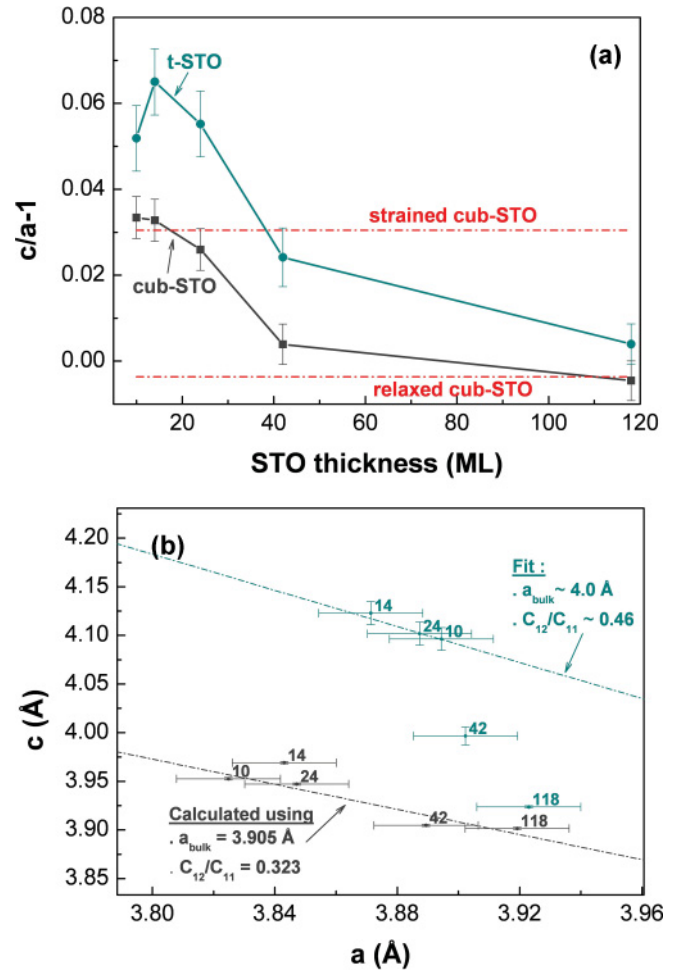 0.08
(a)
t-STO
0.06
0.04
strained cub-STO
c/a-1
0.02
cub-STO
0.00
relaxed cub-STO
20 40 60 80 100 120
STO thickness (ML)
4.20
(b)
Fit :
. a_bulk ~ 4.0 Å
. C_12/C_11 ~ 0.46
4.15
14
24
10
4.10
4.05
c (Å)
4.00
42
14
3.95
10
24
118
Calculated using
. a_bulk = 3.905 Å
. C_12/C_11 = 0.323
42
118
3.90
3.85
3.80 3.84 3.88 3.92 3.96
a (Å)